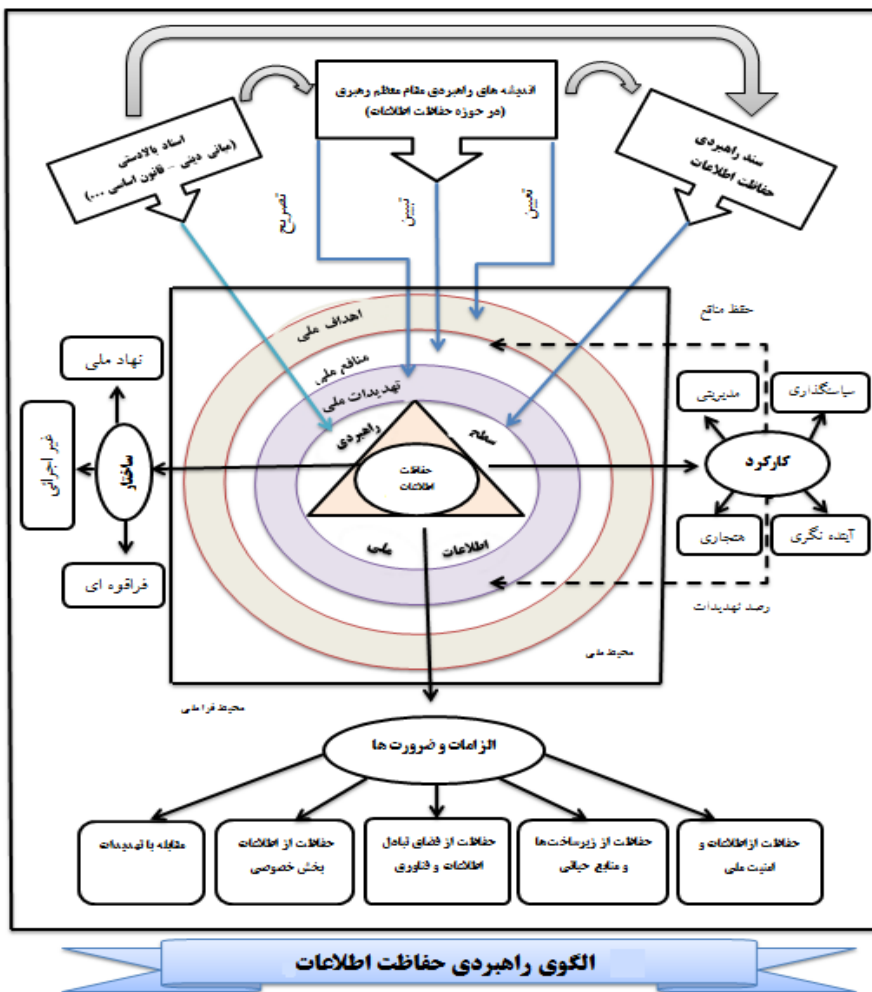 اندیشه های راهبردی مقام معظم رهبری
(در حوزه حفاظت اطلاعات)
سند راهبردی
حفاظت اطلاعات
اسناد بالادستی
(مبانی دینی – قانون اساسی ...)
تعیین
تبیین
تصریح
اهداف ملی
منافع ملی
تهدیدات ملی
سطح
راهبردی
حفاظت
اطلاعات
اطلاعات
ملی
محیط ملی
محیط فراملی
حفظ منافع
سیاستگذاری
مدیریتی
کارکرد
آینده نگری
هنجاری
رصد تهدیدات
نهاد ملی
ساختار
غیر اجرائی
فراقوه ای
الزامات و ضرورت ها
حفاظت از اطلاعات و
امنیت ملی
حفاظت از زیرساخت‌ها
و منابع حیاتی
حفاظت از فضای تبادل
اطلاعات و فناوری
حفاظت از اطلاعات
بخش خصوصی
مقابله با تهدیدات
الگوی راهبردی حفاظت اطلاعات